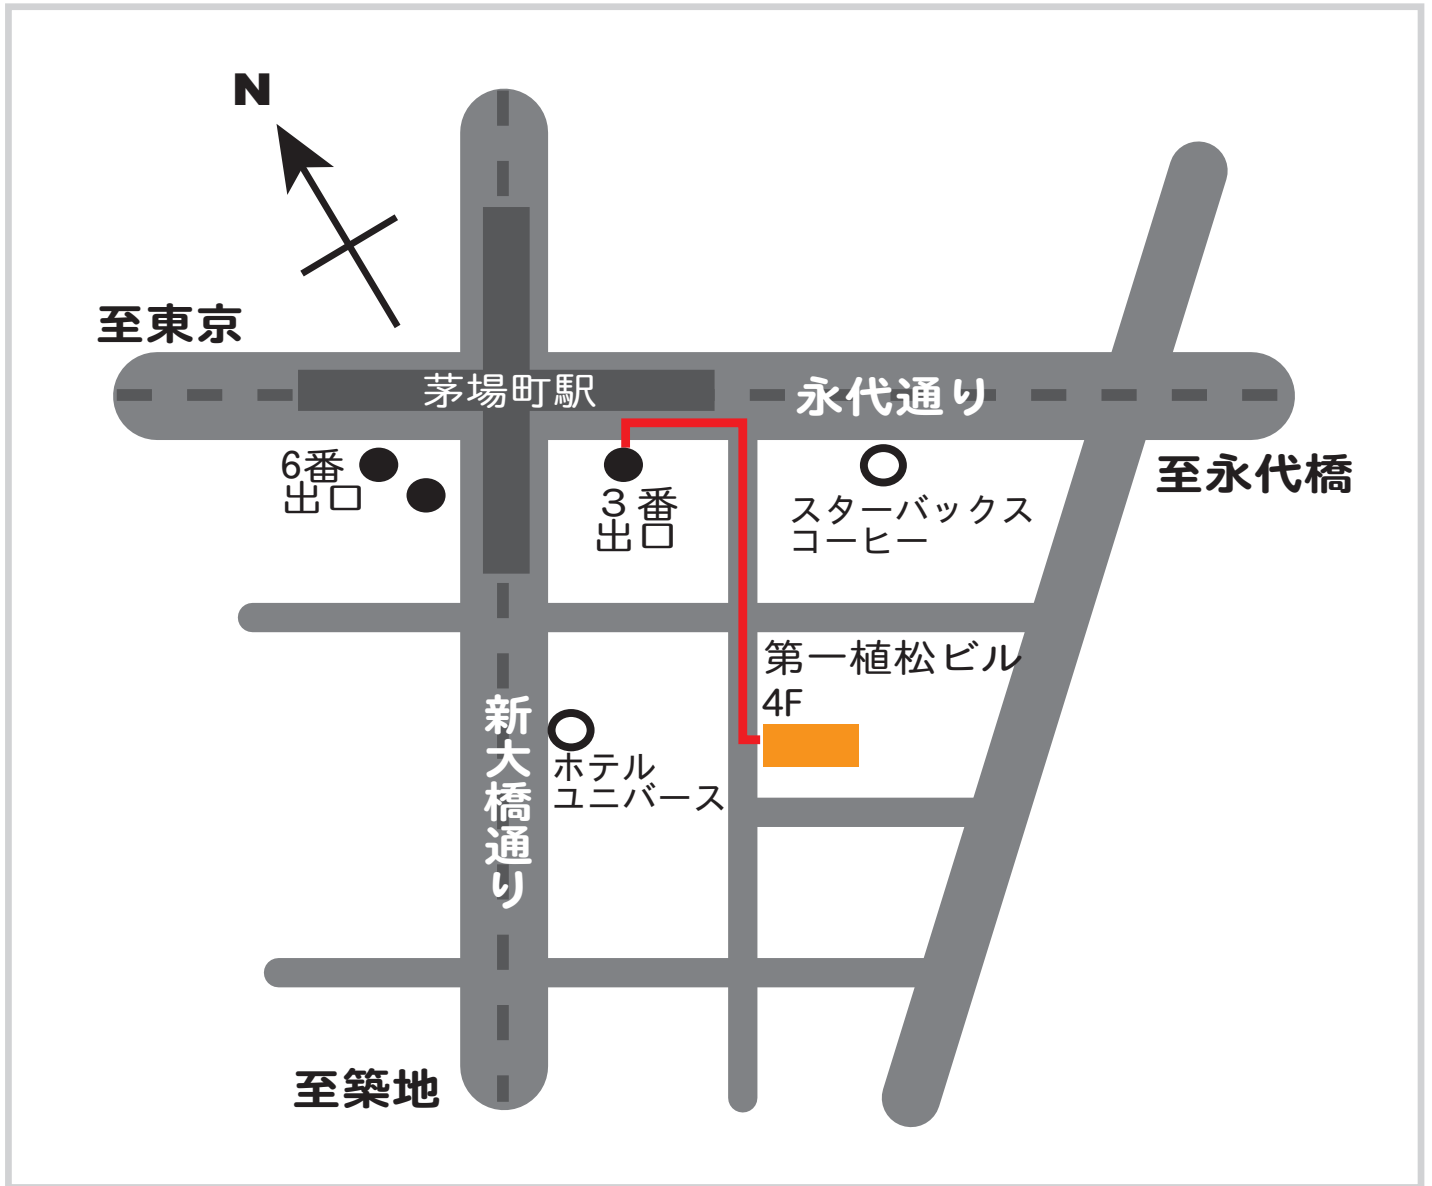 N
至東京
茅場町駅
永代通り
至永代橋
6番
出口
３番
出口
スターバックス
コーヒー
第一植松ビル
4F
新大橋通り
ホテル
ユニバース
至築地